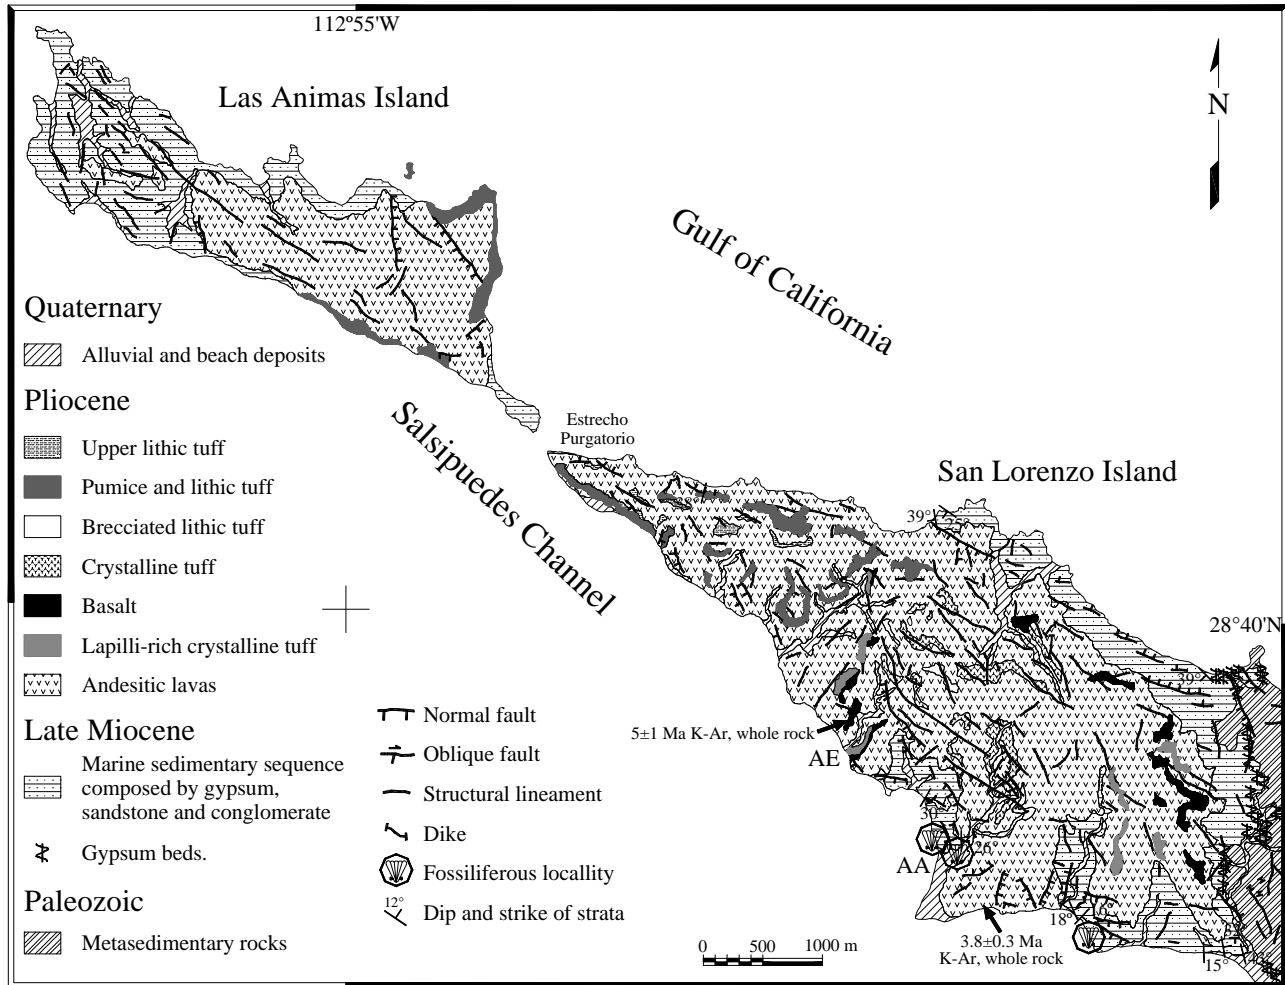 112°55'W
Las Animas Island
N
Gulf of California
Quaternary
Alluvial and beach deposits
Pliocene
Upper lithic tuff
Pumice and lithic tuff
Brecciated lithic tuff
Crystalline tuff
Basalt
Lapilli-rich crystalline tuff
Andesitic lavas
Late Miocene
Marine sedimentary sequence
composed by gypsum,
sandstone and conglomerate
Gypsum beds.
Paleozoic
Metasedimentary rocks
Salsipuedes Channel
Estrecho
Purgatorio
San Lorenzo Island
39°
25°
28°40'N
39°
Normal fault
Oblique fault
Structural lineament
Dike
Fossiliferous locallity
12°
Dip and strike of strata
5±1 Ma K-Ar, whole rock
AE
30°
26°
AA
18°
3.8±0.3 Ma
K-Ar, whole rock
15°
0 500 1000 m